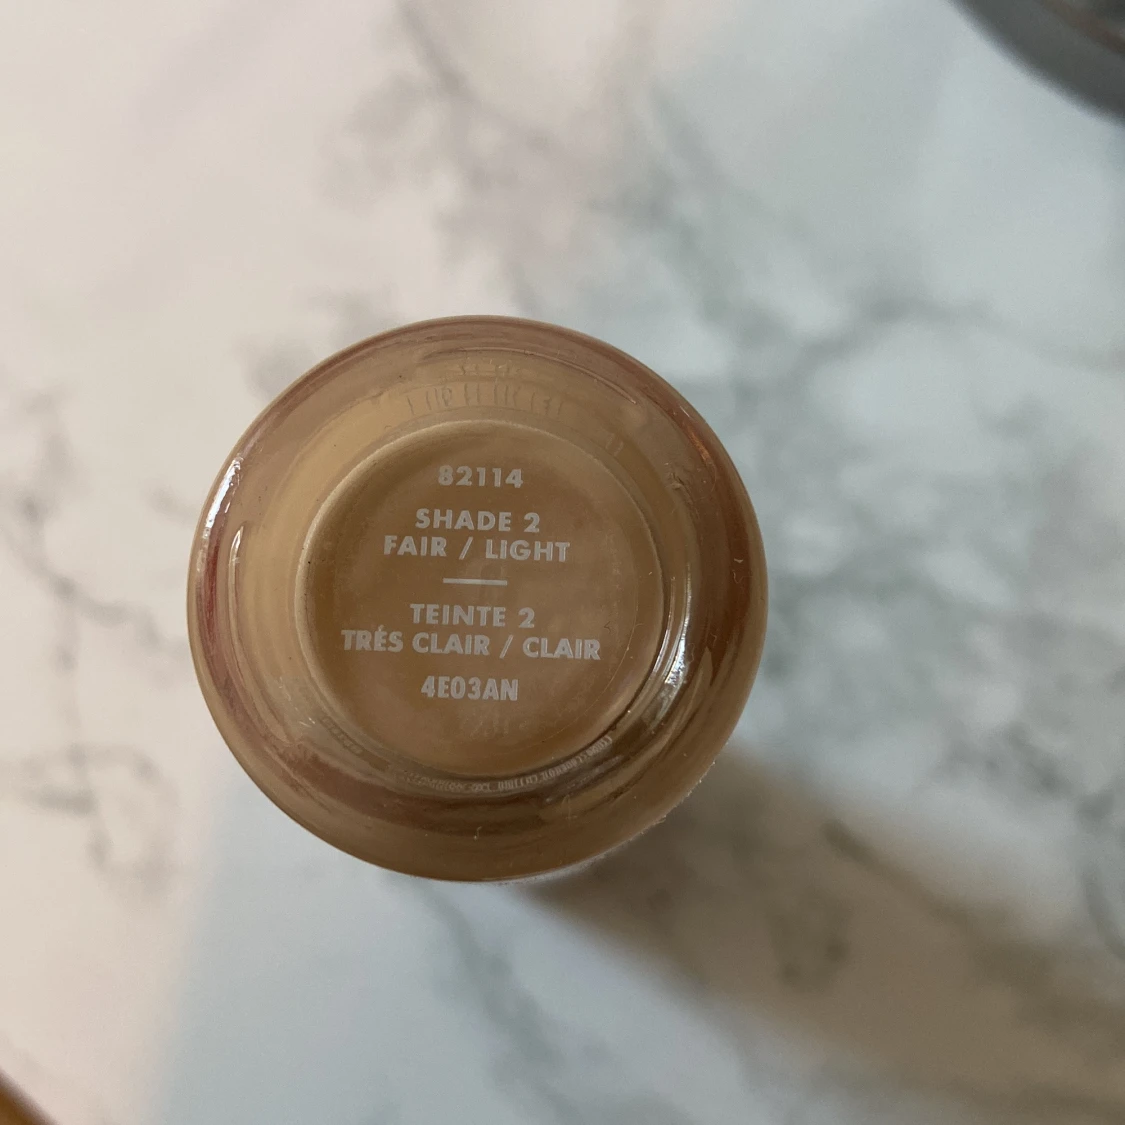 82114
SHADE 2
FAIR / LIGHT
TEINTE 2
TRÉS CLAIR / CLAIR
4E03AN